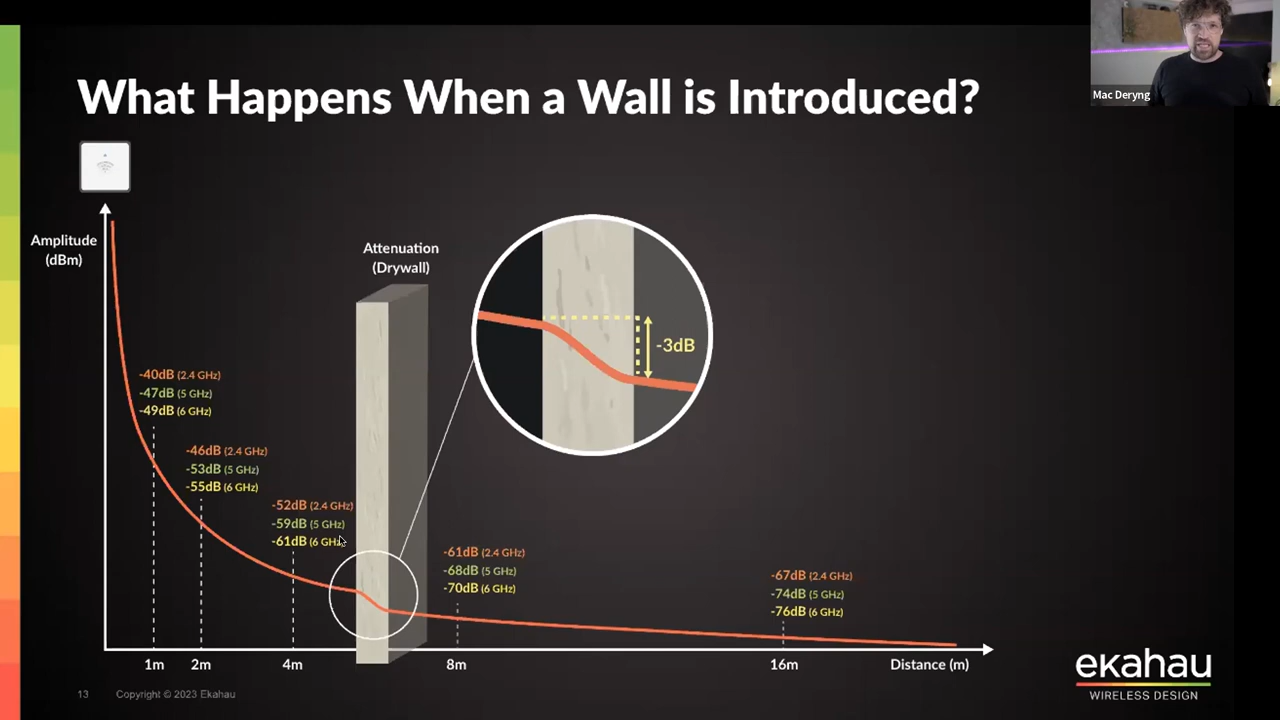 Mac Deryng
What Happens When a Wall is Introduced?
Amplitude
(dBm)
Attenuation
(Drywall)
-3dB
-40dB (2.4 GHz)
-47dB (5 GHz)
-49dB (6 GHz)
-46dB (2.4 GHz)
-53dB (5 GHz)
-55dB (6 GHz)
-52dB (2.4 GHz)
-59dB (5 GHz)
-61dB (6 GHz)
-61dB (2.4 GHz)
-68dB (5 GHz)
-70dB (6 GHz)
-67dB (2.4 GHz)
-74dB (5 GHz)
-76dB (6 GHz)
1m 2m 4m 8m 16m Distance (m)
ekahau
WIRELESS DESIGN
13 Copyright © 2023 Ekahau